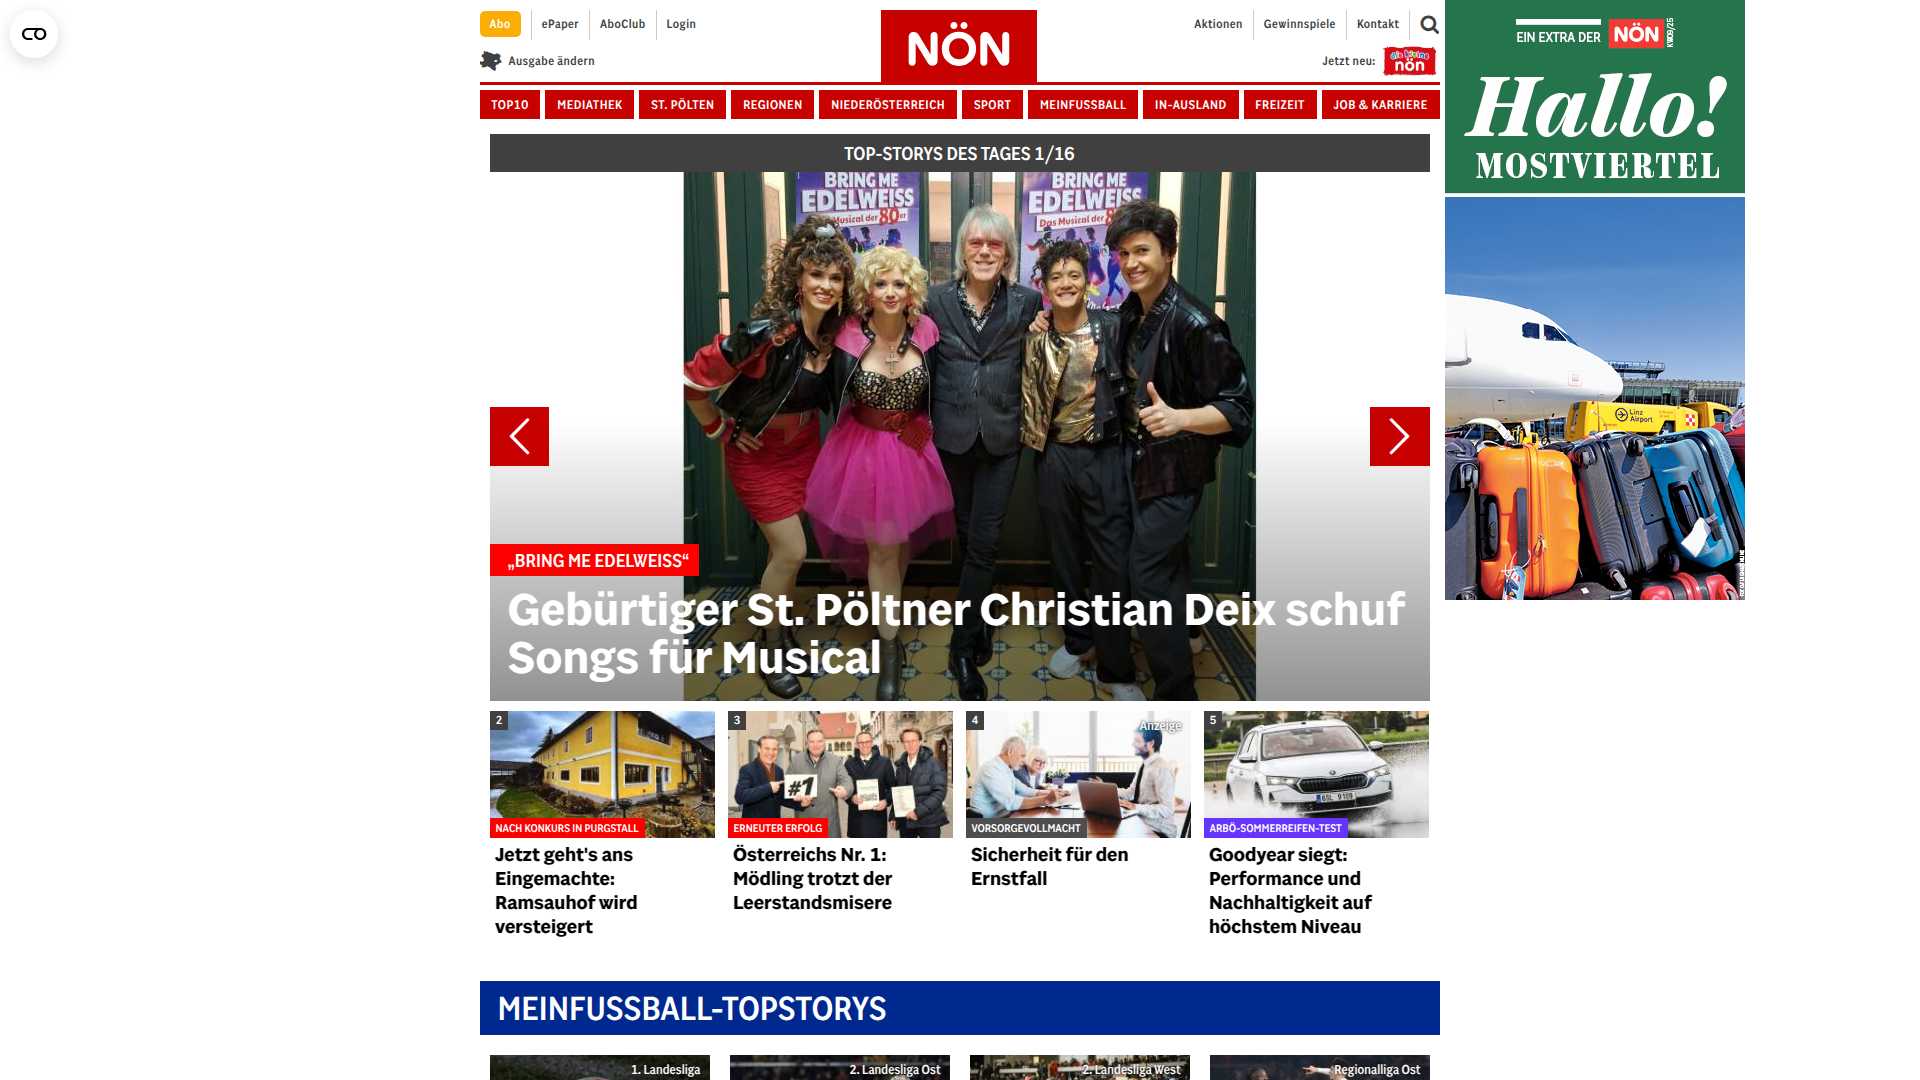 Abo
ePaper
AboClub
Login
NÖN
Aktionen
Gewinnspiele
Kontakt
Ausgabe ändern
Jetzt neu:
die kleine
nön
TOP10
MEDIATHEK
ST. PÖLTEN
REGIONEN
NIEDERÖSTERREICH
SPORT
MEINFUSSBALL
IN-AUSLAND
FREIZEIT
JOB & KARRIERE
EIN EXTRA DER NÖN
KW09/25
Hallo!
MOSTVIERTEL
Linz
Airport
TOP-STORYS DES TAGES 1/16
BRING ME
EDELWEISS
Musical der 80er
BRING ME
EDELWEISS
Das Musical der 8
„BRING ME EDELWEISS“
Gebürtiger St. Pöltner Christian Deix schuf
Songs für Musical
2
NACH KONKURS IN PURGSTALL
Jetzt geht's ans
Eingemachte:
Ramsauhof wird
versteigert
3
#1
ERNEUTER ERFOLG
Österreichs Nr. 1:
Mödling trotzt der
Leerstandsmisere
4
Anzeige
VORSORGEVOLLMACHT
Sicherheit für den
Ernstfall
5
ARBÖ-SOMMERREIFEN-TEST
Goodyear siegt:
Performance und
Nachhaltigkeit auf
höchstem Niveau
MEINFUSSBALL-TOPSTORYS
1. Landesliga
2. Landesliga Ost
2. Landesliga West
Regionalliga Ost